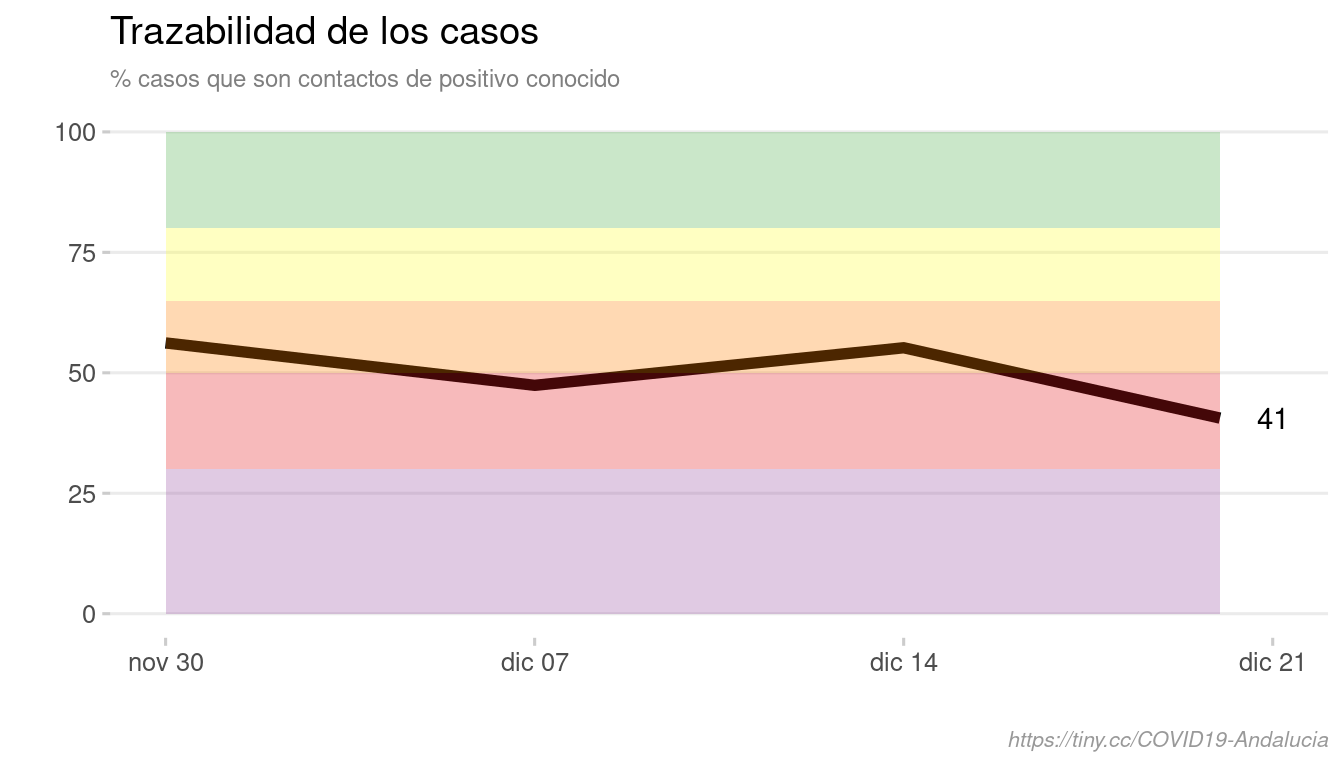 Trazabilidad de los casos
% casos que son contactos de positivo conocido
100
75
50
41
25
0
nov 30
dic 07
dic 14
dic 21
https://tiny.cc/COVID19-Andalucia